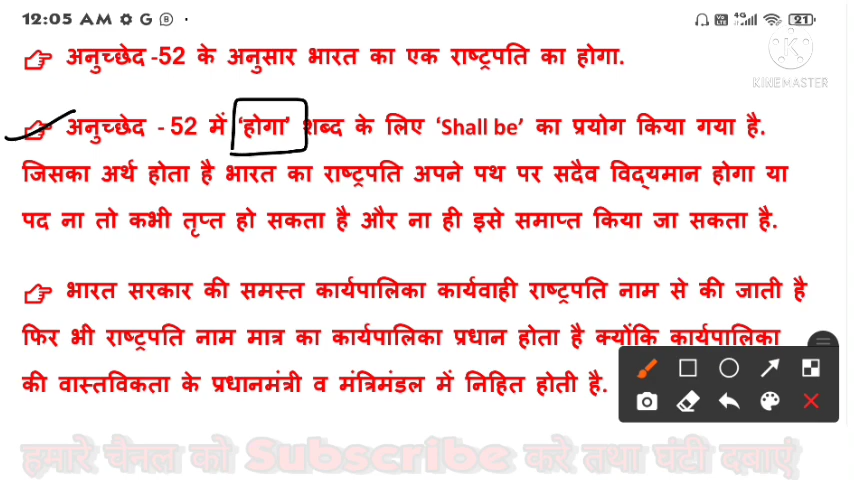 12:05 AM G 4G 21
KINEMASTER
अनुच्छेद -52 के अनुसार भारत का एक राष्ट्रपति का होगा.
अनुच्छेद - 52 में ‘होगा’ शब्द के लिए ‘Shall be’ का प्रयोग किया गया है.
जिसका अर्थ होता है भारत का राष्ट्रपति अपने पथ पर सदैव विद्यमान होगा या
पद ना तो कभी तृप्त हो सकता है और ना ही इसे समाप्त किया जा सकता है.
भारत सरकार की समस्त कार्यपालिका कार्यवाही राष्ट्रपति नाम से की जाती है
फिर भी राष्ट्रपति नाम मात्र का कार्यपालिका प्रधान होता है क्योंकि कार्यपालिका
की वास्तविकता के प्रधानमंत्री व मंत्रिमंडल में निहित होती है.
हमारे चैनल को Subscribe करे तथा घंटी दबाएं